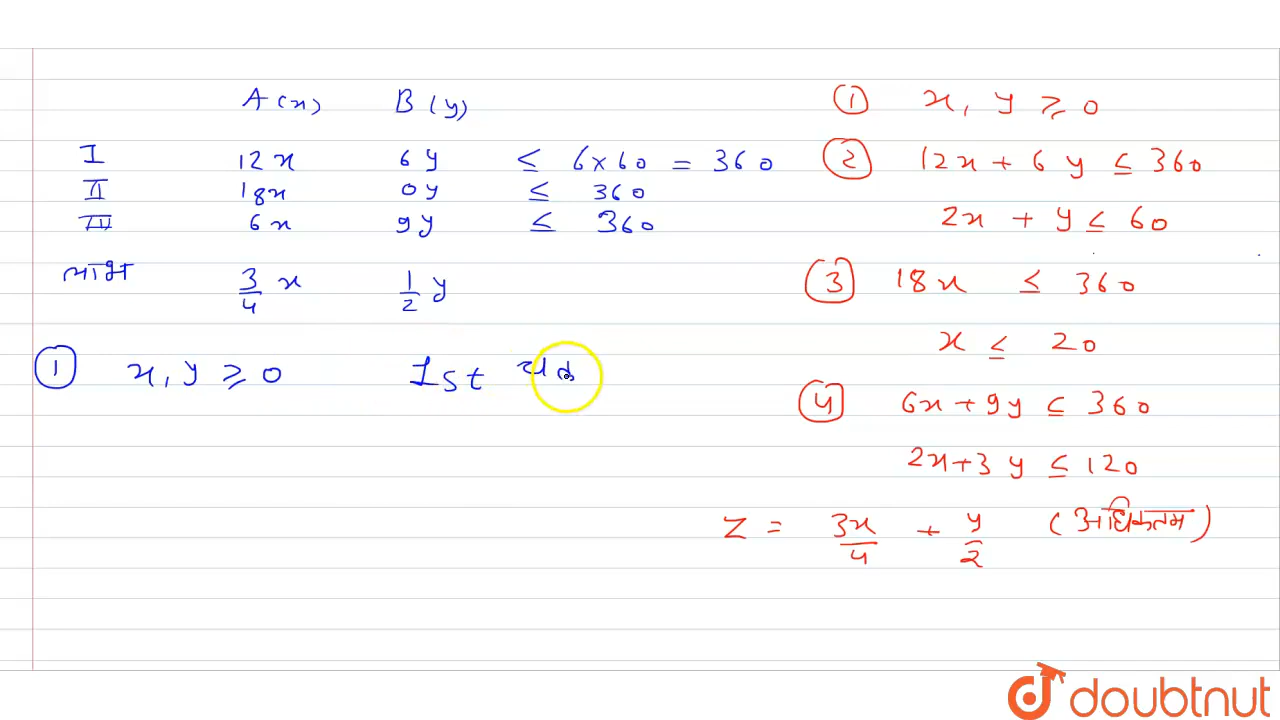 A(x) B(y)
I 12x 6y ≤ 6×60 = 360
II 18x 0y ≤ 360
III 6x 9y ≤ 360
लाभ 3/4 x 1/2 y
① x, y ≥ 0 Ist
① x, y ≥ 0
② 12x + 6y ≤ 360
2x + y ≤ 60
③ 18x ≤ 360
x ≤ 20
④ 6x + 9y ≤ 360
2x + 3y ≤ 120
Z = 3x/4 + y/2 (अधिकतम)
doubtnut